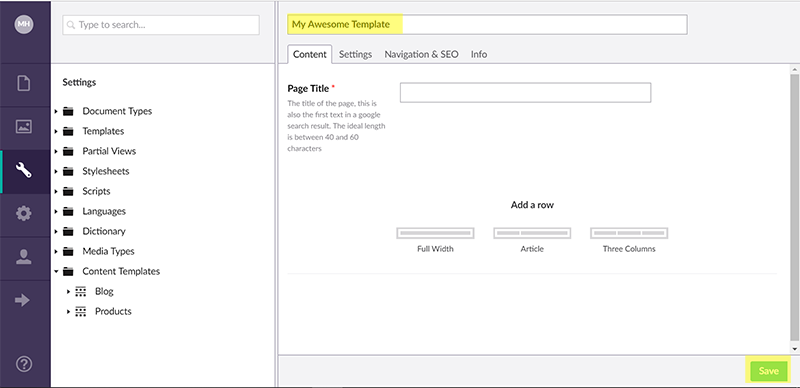 MH
Type to search...
Settings
Document Types
Templates
Partial Views
Stylesheets
Scripts
Languages
Dictionary
Media Types
Content Templates
Blog
Products
My Awesome Template
Content Settings Navigation & SEO Info
Page Title *
The title of the page, this is
also the first text in a google
search result. The ideal length
is between 40 and 60
characters
Add a row
Full Width Article Three Columns
Save